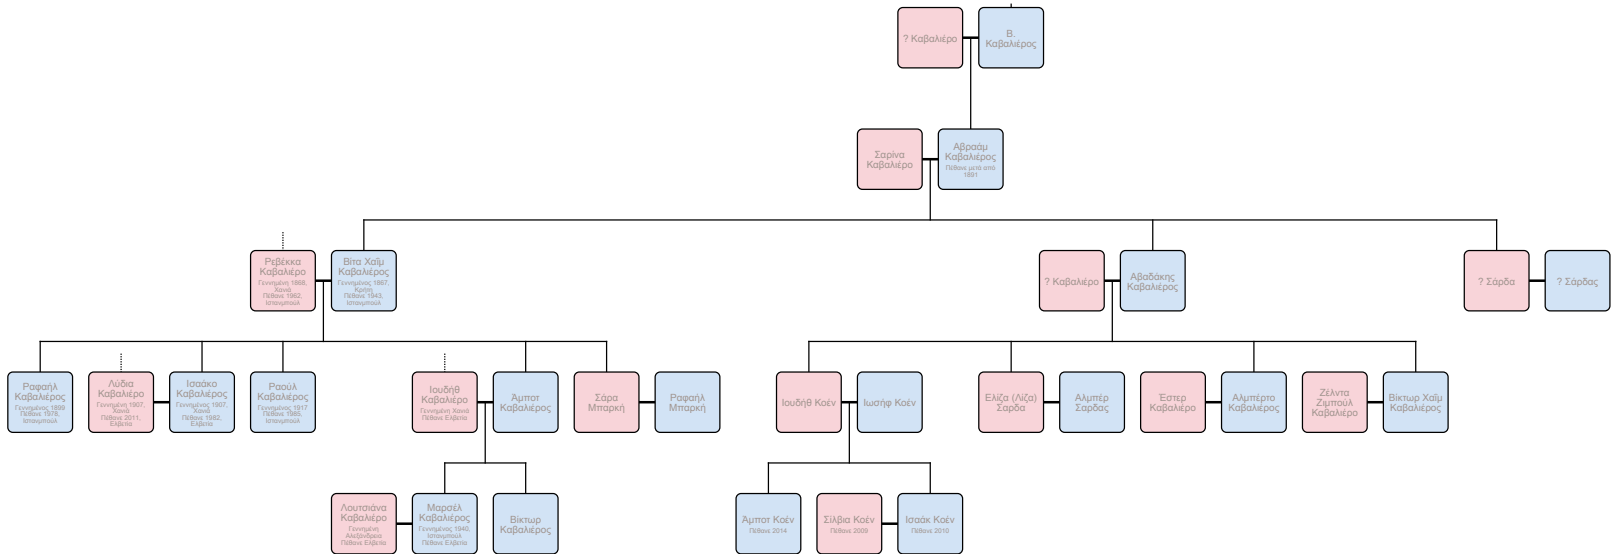 ? Καβαλιέρο
Β.
Καβαλιέρος
Σαρίνα
Καβαλιέρο
Αβραάμ
Καβαλιέρος
Πέθανε μετά από
1891
Ρεβέκκα
Καβαλιέρο
Γεννημένη 1868,
Χανιά
Πέθανε 1962,
Ιστανμπούλ
Βίτα Χαΐμ
Καβαλιέρος
Γεννημένος 1867,
Κρήτη
Πέθανε 1943,
Ιστανμπούλ
? Καβαλιέρο
Αβαδάκης
Καβαλιέρος
? Σάρδα
? Σάρδας
Ραφαήλ
Καβαλιέρος
Γεννημένος 1899
Πέθανε 1978,
Ιστανμπούλ
Λύδια
Καβαλιέρο
Γεννημένη 1907,
Χανιά
Πέθανε 2011,
Ελβετία
Ισαάκο
Καβαλιέρος
Γεννημένος 1907,
Χανιά
Πέθανε 1982,
Ελβετία
Ραούλ
Καβαλιέρος
Γεννημένος 1917
Πέθανε 1985,
Ιστανμπούλ
Ιουδήθ
Καβαλιέρο
Γεννημένη Χανιά
Πέθανε Ελβετία
Άμποτ
Καβαλιέρος
Σάρα
Μπαρκή
Ραφαήλ
Μπαρκή
Ιουδήθ Κοέν
Ιωσήφ Κοέν
Ελίζα (Λίζα)
Σαρδα
Αλμπέρ
Σαρδας
Έστερ
Καβαλιέρο
Αλμπέρτο
Καβαλιέρος
Ζέλντα
Ζιμπούλ
Καβαλιέρο
Βίκτωρ Χαΐμ
Καβαλιέρος
Λουτσιάνα
Καβαλιέρο
Γεννημένη
Αλεξάνδρεια
Πέθανε Ελβετία
Μαρσέλ
Καβαλιέρος
Γεννημένος 1940,
Ιστανμπούλ
Πέθανε Ελβετία
Βίκτωρ
Καβαλιέρος
Άμποτ Κοέν
Πέθανε 2014
Σίλβια Κοέν
Πέθανε 2009
Ισαάκ Κοέν
Πέθανε 2010